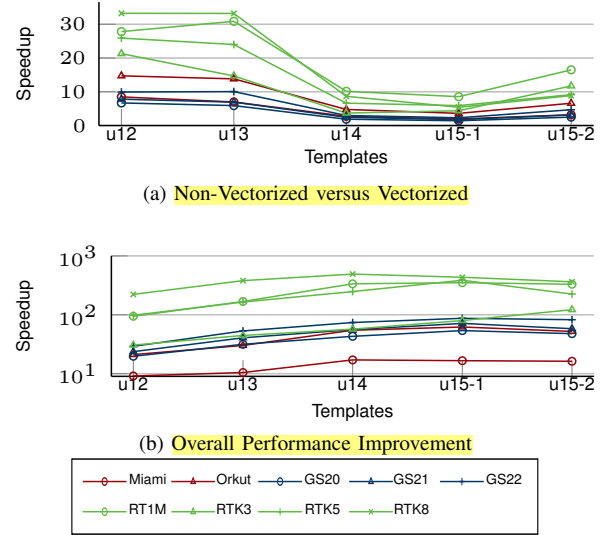 30
20
10
0
Speedup
u12 u13 u14 u15-1 u15-2
Templates
(a) Non-Vectorized versus Vectorized
10^3
10^2
10^1
Speedup
u12 u13 u14 u15-1 u15-2
Templates
(b) Overall Performance Improvement
Miami Orkut GS20 GS21 GS22
RT1M RTK3 RTK5 RTK8